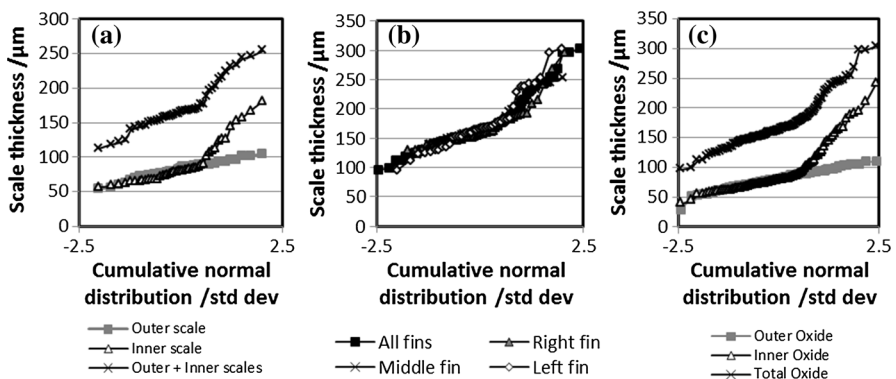 (a)
Scale thickness /µm
300
250
200
150
100
50
0
-2.5
2.5
Cumulative normal
distribution /std dev
Outer scale
Inner scale
Outer + Inner scales
(b)
Scale thickness /µm
350
300
250
200
150
100
50
0
-2.5
2.5
Cumulative normal
distribution /std dev
All fins
Right fin
Middle fin
Left fin
(c)
Scale thickness /µm
350
300
250
200
150
100
50
0
-2.5
2.5
Cumulative normal
distribution /std dev
Outer Oxide
Inner Oxide
Total Oxide